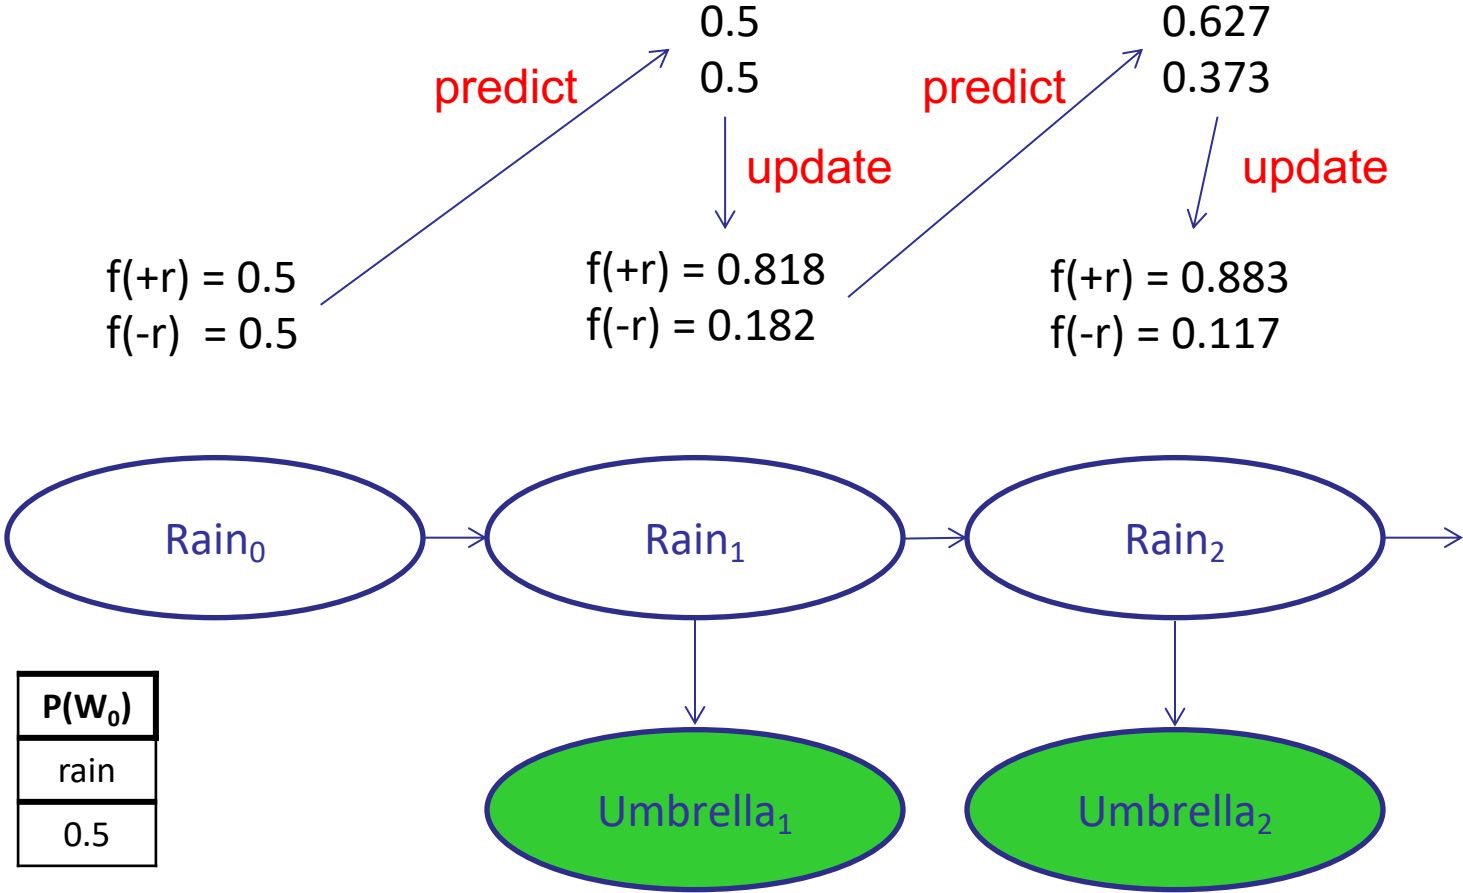 0.5
0.5
0.627
0.373
predict
predict
update
update
f(+r) = 0.5
f(-r) = 0.5
f(+r) = 0.818
f(-r) = 0.182
f(+r) = 0.883
f(-r) = 0.117
Rain₀
Rain₁
Rain₂
P(W₀)
rain
0.5
Umbrella₁
Umbrella₂